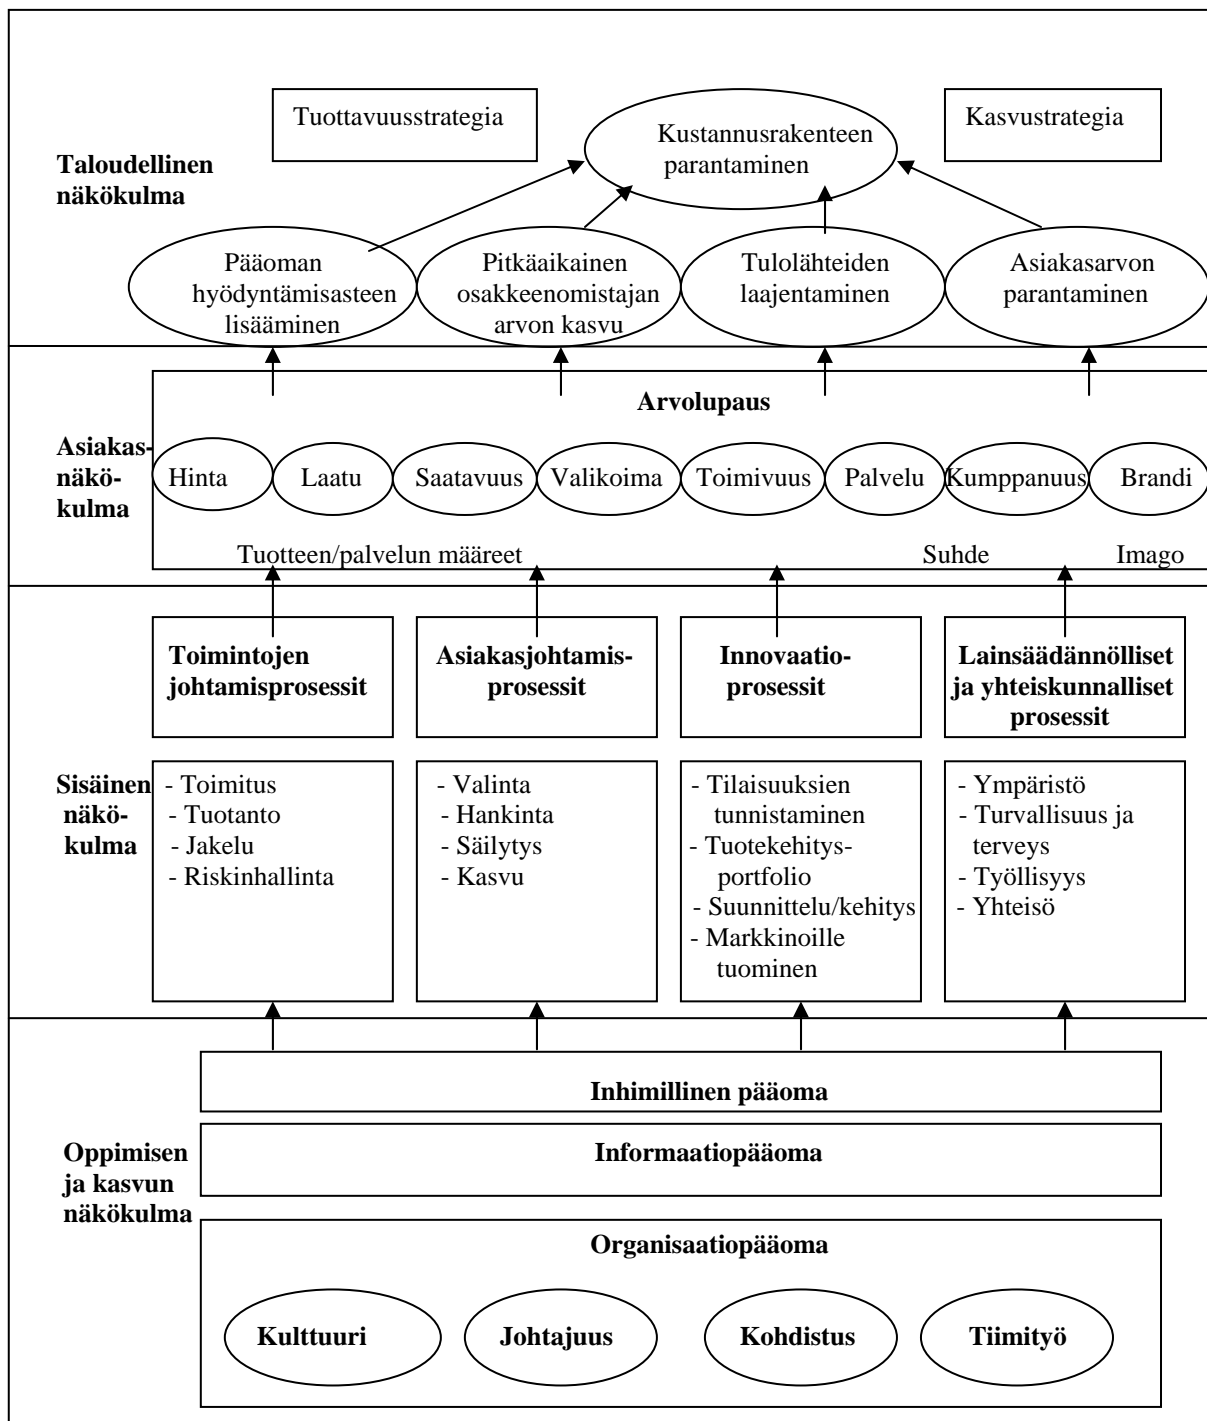 Tuottavuusstrategia
Kustannusrakenteen
parantaminen
Kasvustrategia
Taloudellinen
näkökulma
Pääoman
hyödyntämisasteen
lisääminen
Pitkäaikainen
osakkeenomistajan
arvon kasvu
Tulolähteiden
laajentaminen
Asiakasarvon
parantaminen
Arvolupaus
Asiakas-
näkö-
kulma
Hinta
Laatu
Saatavuus
Valikoima
Toimivuus
Palvelu
Kumppanuus
Brandi
Tuotteen/palvelun määreet
Suhde
Imago
Toimintojen
johtamisprosessit
Asiakasjohtamis-
prosessit
Innovaatio-
prosessit
Lainsäädännölliset
ja yhteiskunnalliset
prosessit
Sisäinen
näkö-
kulma
- Toimitus
- Tuotanto
- Jakelu
- Riskinhallinta
- Valinta
- Hankinta
- Säilytys
- Kasvu
- Tilaisuuksien
tunnistaminen
- Tuotekehitys-
portfolio
- Suunnittelu/kehitys
- Markkinoille
tuominen
- Ympäristö
- Turvallisuus ja
terveys
- Työllisyys
- Yhteisö
Oppimisen
ja kasvun
näkökulma
Inhimillinen pääoma
Informaatiopääoma
Organisaatiopääoma
Kulttuuri
Johtajuus
Kohdistus
Tiimityö